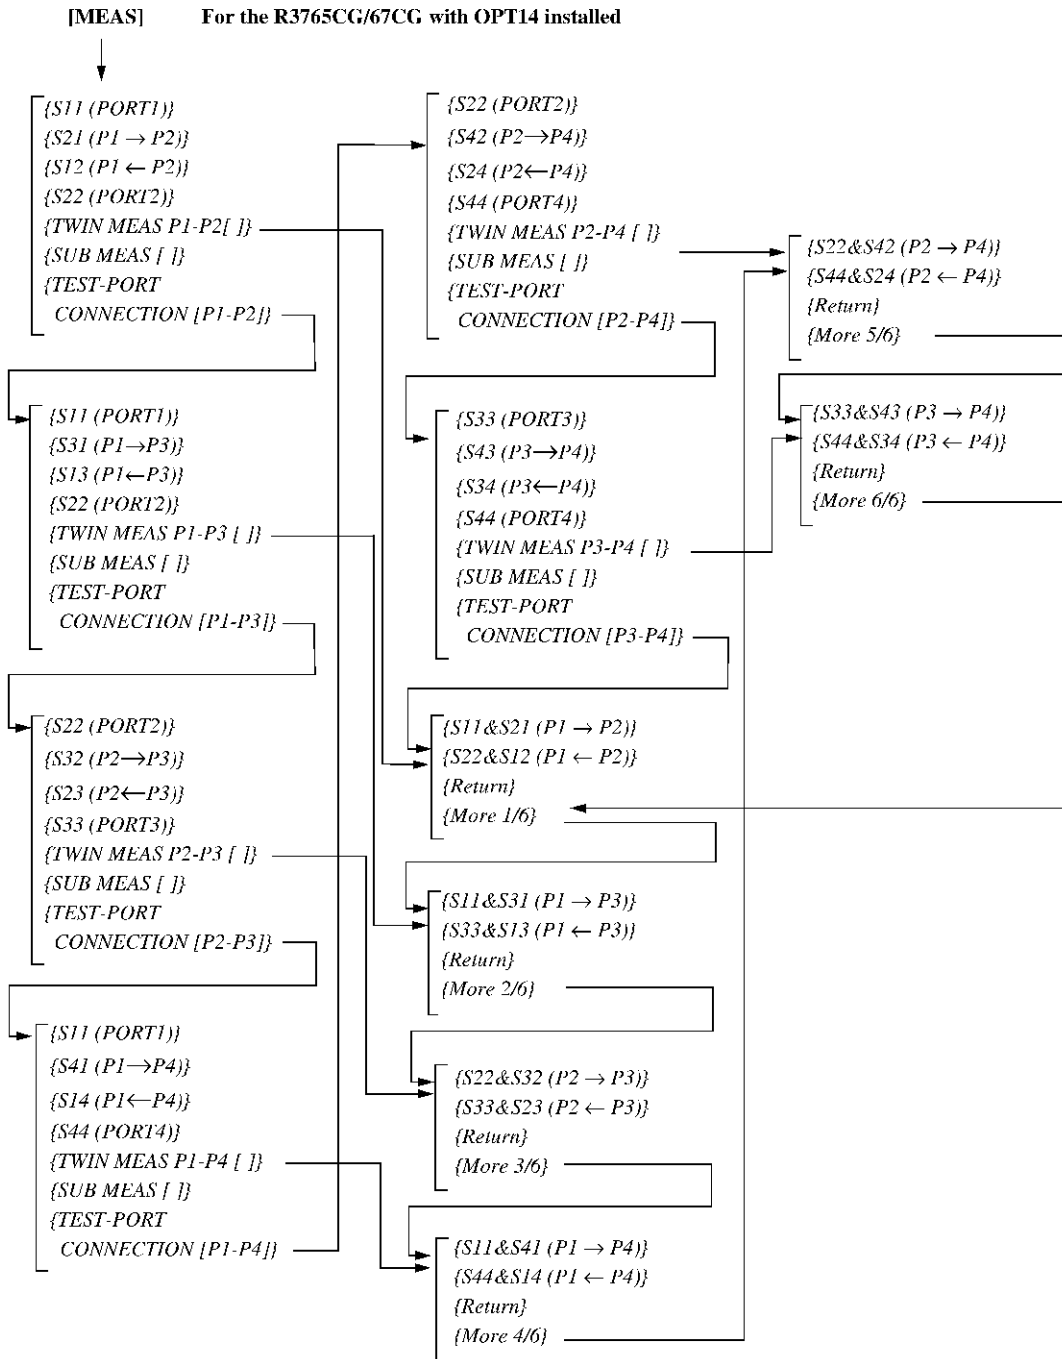 [MEAS] For the R3765CG/67CG with OPT14 installed
{S11 (PORT1)}
{S21 (P1 → P2)}
{S12 (P1 ← P2)}
{S22 (PORT2)}
{TWIN MEAS P1-P2[ ]}
{SUB MEAS [ ]}
{TEST-PORT
CONNECTION [P1-P2]}
{S11 (PORT1)}
{S31 (P1→P3)}
{S13 (P1←P3)}
{S22 (PORT2)}
{TWIN MEAS P1-P3 [ ]}
{SUB MEAS [ ]}
{TEST-PORT
CONNECTION [P1-P3]}
{S22 (PORT2)}
{S32 (P2→P3)}
{S23 (P2←P3)}
{S33 (PORT3)}
{TWIN MEAS P2-P3 [ ]}
{SUB MEAS [ ]}
{TEST-PORT
CONNECTION [P2-P3]}
{S11 (PORT1)}
{S41 (P1→P4)}
{S14 (P1←P4)}
{S44 (PORT4)}
{TWIN MEAS P1-P4 [ ]}
{SUB MEAS [ ]}
{TEST-PORT
CONNECTION [P1-P4]}
{S22 (PORT2)}
{S42 (P2→P4)}
{S24 (P2←P4)}
{S44 (PORT4)}
{TWIN MEAS P2-P4 [ ]}
{SUB MEAS [ ]}
{TEST-PORT
CONNECTION [P2-P4]}
{S33 (PORT3)}
{S43 (P3→P4)}
{S34 (P3←P4)}
{S44 (PORT4)}
{TWIN MEAS P3-P4 [ ]}
{SUB MEAS [ ]}
{TEST-PORT
CONNECTION [P3-P4]}
{S11&S21 (P1 → P2)}
{S22&S12 (P1 ← P2)}
{Return}
{More 1/6}
{S11&S31 (P1 → P3)}
{S33&S13 (P1 ← P3)}
{Return}
{More 2/6}
{S22&S32 (P2 → P3)}
{S33&S23 (P2 ← P3)}
{Return}
{More 3/6}
{S11&S41 (P1 → P4)}
{S44&S14 (P1 ← P4)}
{Return}
{More 4/6}
{S22&S42 (P2 → P4)}
{S44&S24 (P2 ← P4)}
{Return}
{More 5/6}
{S33&S43 (P3 → P4)}
{S44&S34 (P3 ← P4)}
{Return}
{More 6/6}